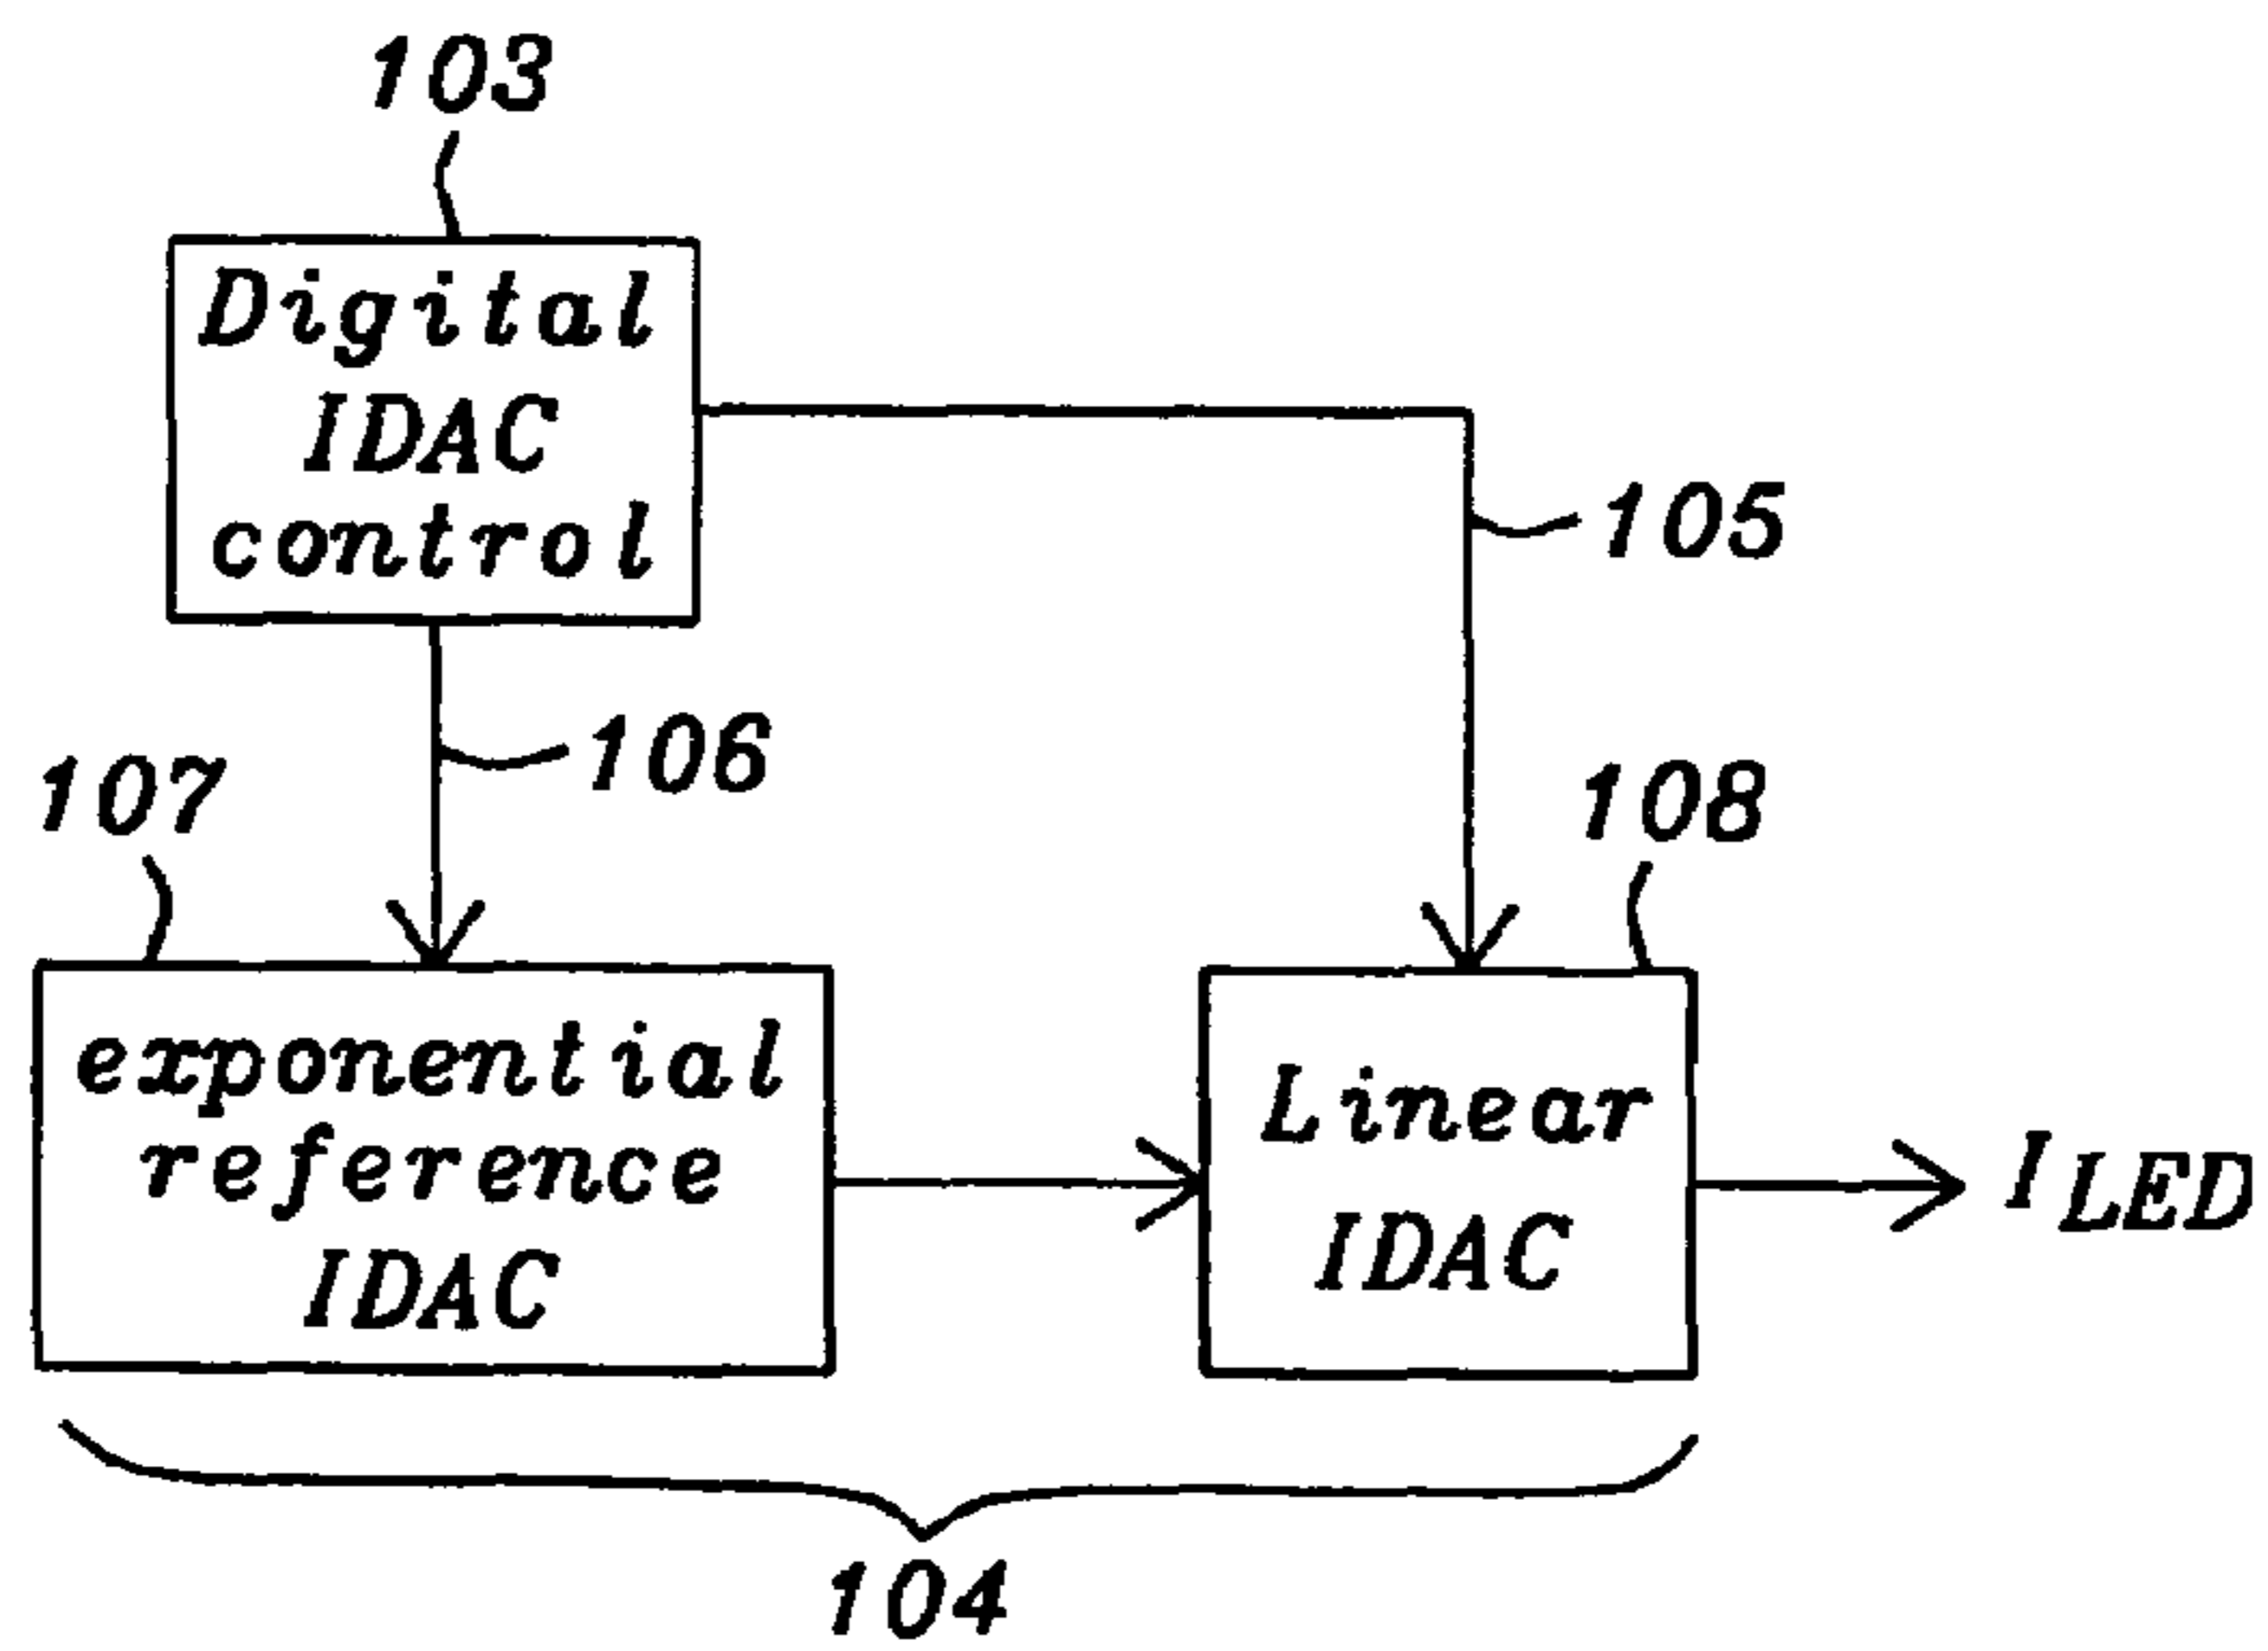 103
Digital
IDAC
control
105
106
107
108
exponential
reference
IDAC
Linear
IDAC
I_LED
104